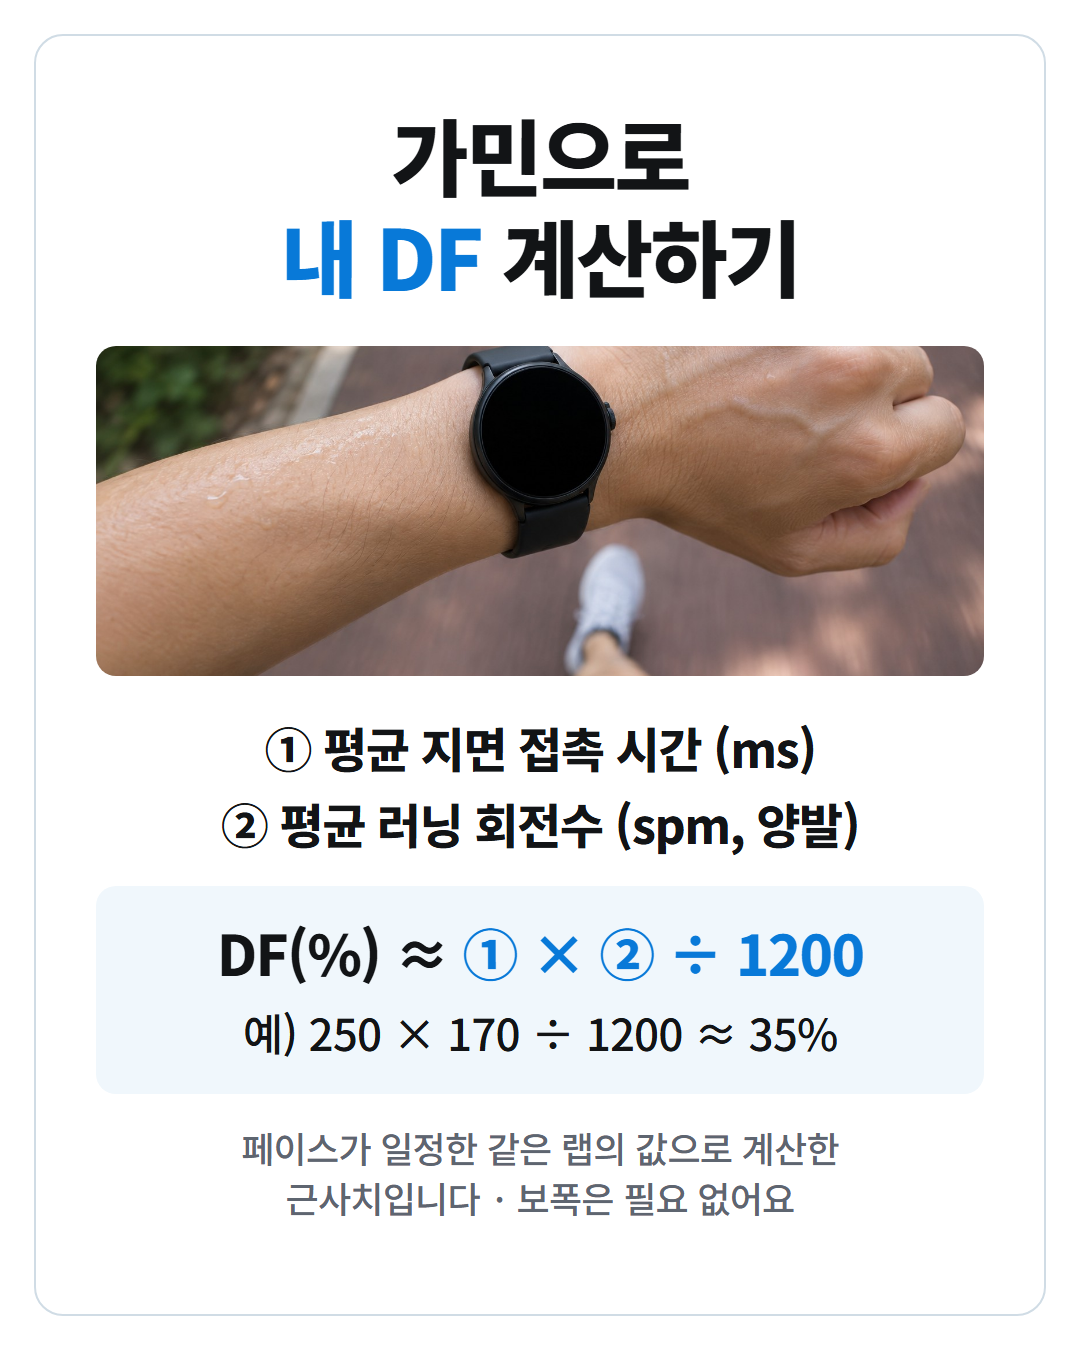 가민으로
내 DF 계산하기
① 평균 지면 접촉 시간 (ms)
② 평균 러닝 회전수 (spm, 양발)
DF(%) ≈ ① × ② ÷ 1200
예) 250 × 170 ÷ 1200 ≈ 35%
페이스가 일정한 같은 랩의 값으로 계산한
근사치입니다 · 보폭은 필요 없어요